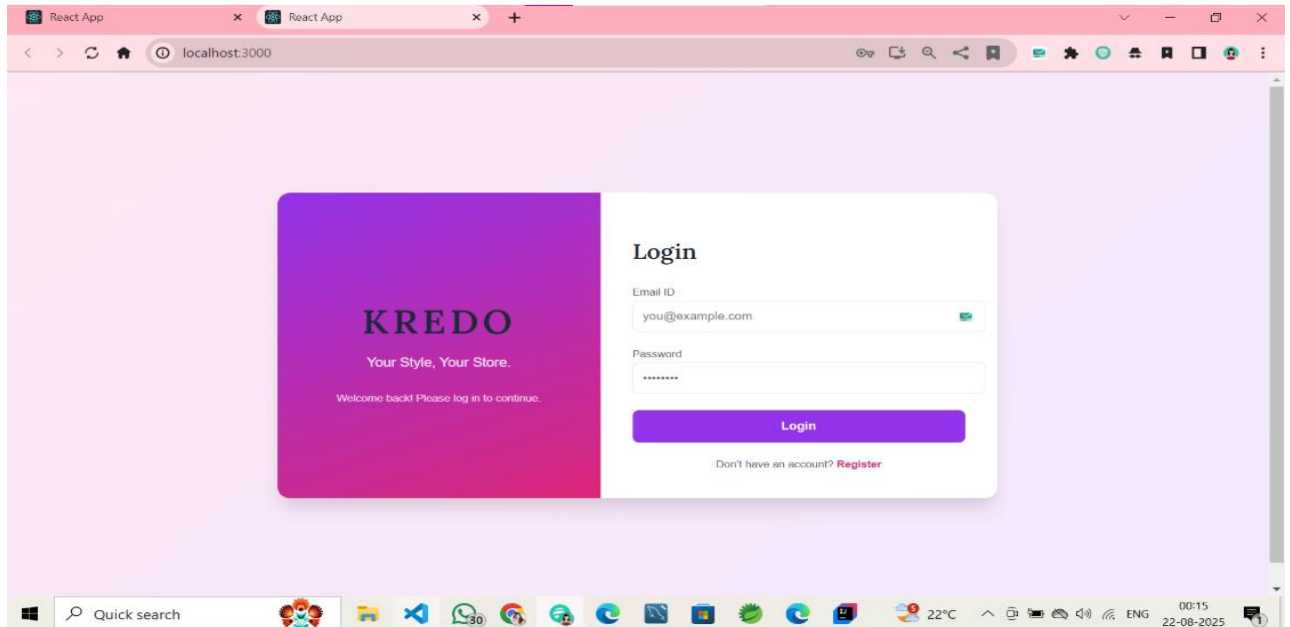 React App
React App
localhost:3000
KREDO
Your Style, Your Store.
Welcome back! Please log in to continue.
Login
Email ID
you@example.com
Password
Login
Don't have an account? Register
Quick search
30
5
22°C
ENG
00:15
22-08-2025
1